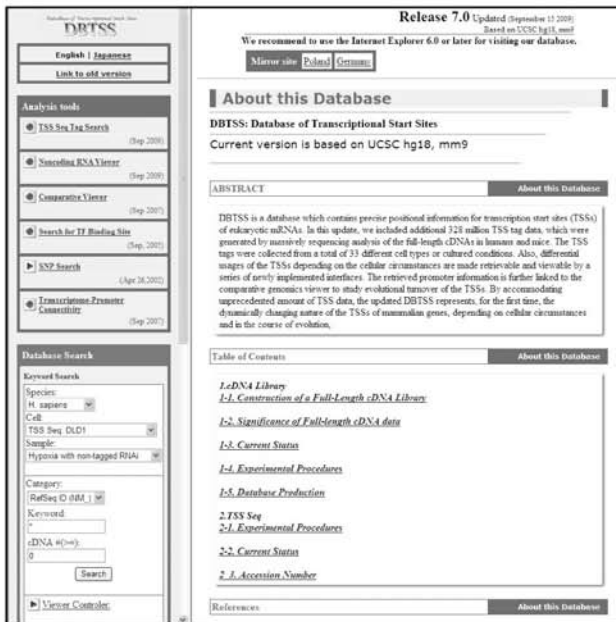 DataBase of Transcriptional Start Sites
DBTSS
English | Japanese
Link to old version
Analysis tools
TSS Seq Tag Search
(Sep 2009)
Noncoding RNA Viewer
(Sep 2009)
Comparative Viewer
(Sep 2007)
Search for TF Binding Site
(Sep, 2005)
SNP Search
(Apr 26,2002)
Transcriptome-Promoter
Connectivity
(Sep 2007)
Database Search
Keyword Search
Species:
H. sapiens
Cell:
TSS Seq: DLD1
Sample:
Hypoxia with non-tagged RNAi
Category:
RefSeq ID (NM_)
Keyword:
*
cDNA #(>=):
0
Search
Viewer Controler.
Release 7.0 Updated (September 15 2009)
Based on UCSC hg18, mm9
We recommend to use the Internet Explorer 6.0 or later for visiting our database.
Mirror site Poland Germany
About this Database
DBTSS: Database of Transcriptional Start Sites
Current version is based on UCSC hg18, mm9
ABSTRACT About this Database
DBTSS is a database which contains precise positional information for transcription start sites (TSSs)
of eukaryotic mRNAs. In this update, we included additional 328 million TSS tag data, which were
generated by massively sequencing analysis of the full-length cDNAs in humans and mice. The TSS
tags were collected from a total of 33 different cell types or cultured conditions. Also, differential
usages of the TSSs depending on the cellular circumstances are made retrievable and viewable by a
series of newly implemented interfaces. The retrieved promoter information is further linked to the
comparative genomics viewer to study evolutional turnover of the TSSs. By accommodating
unprecedented amount of TSS data, the updated DBTSS represents, for the first time, the
dynamically changing nature of the TSSs of mammalian genes, depending on cellular circumstances
and in the course of evolution,
Table of Contents About this Database
1.cDNA Library
1-1. Construction of a Full-Length cDNA Library
1-2. Significance of Full-length cDNA data
1-3. Current Status
1-4. Experimental Procedures
1-5. Database Production
2.TSS Seq
2-1. Experimental Procedures
2-2. Current Status
2_3. Accession Number
References About this Database